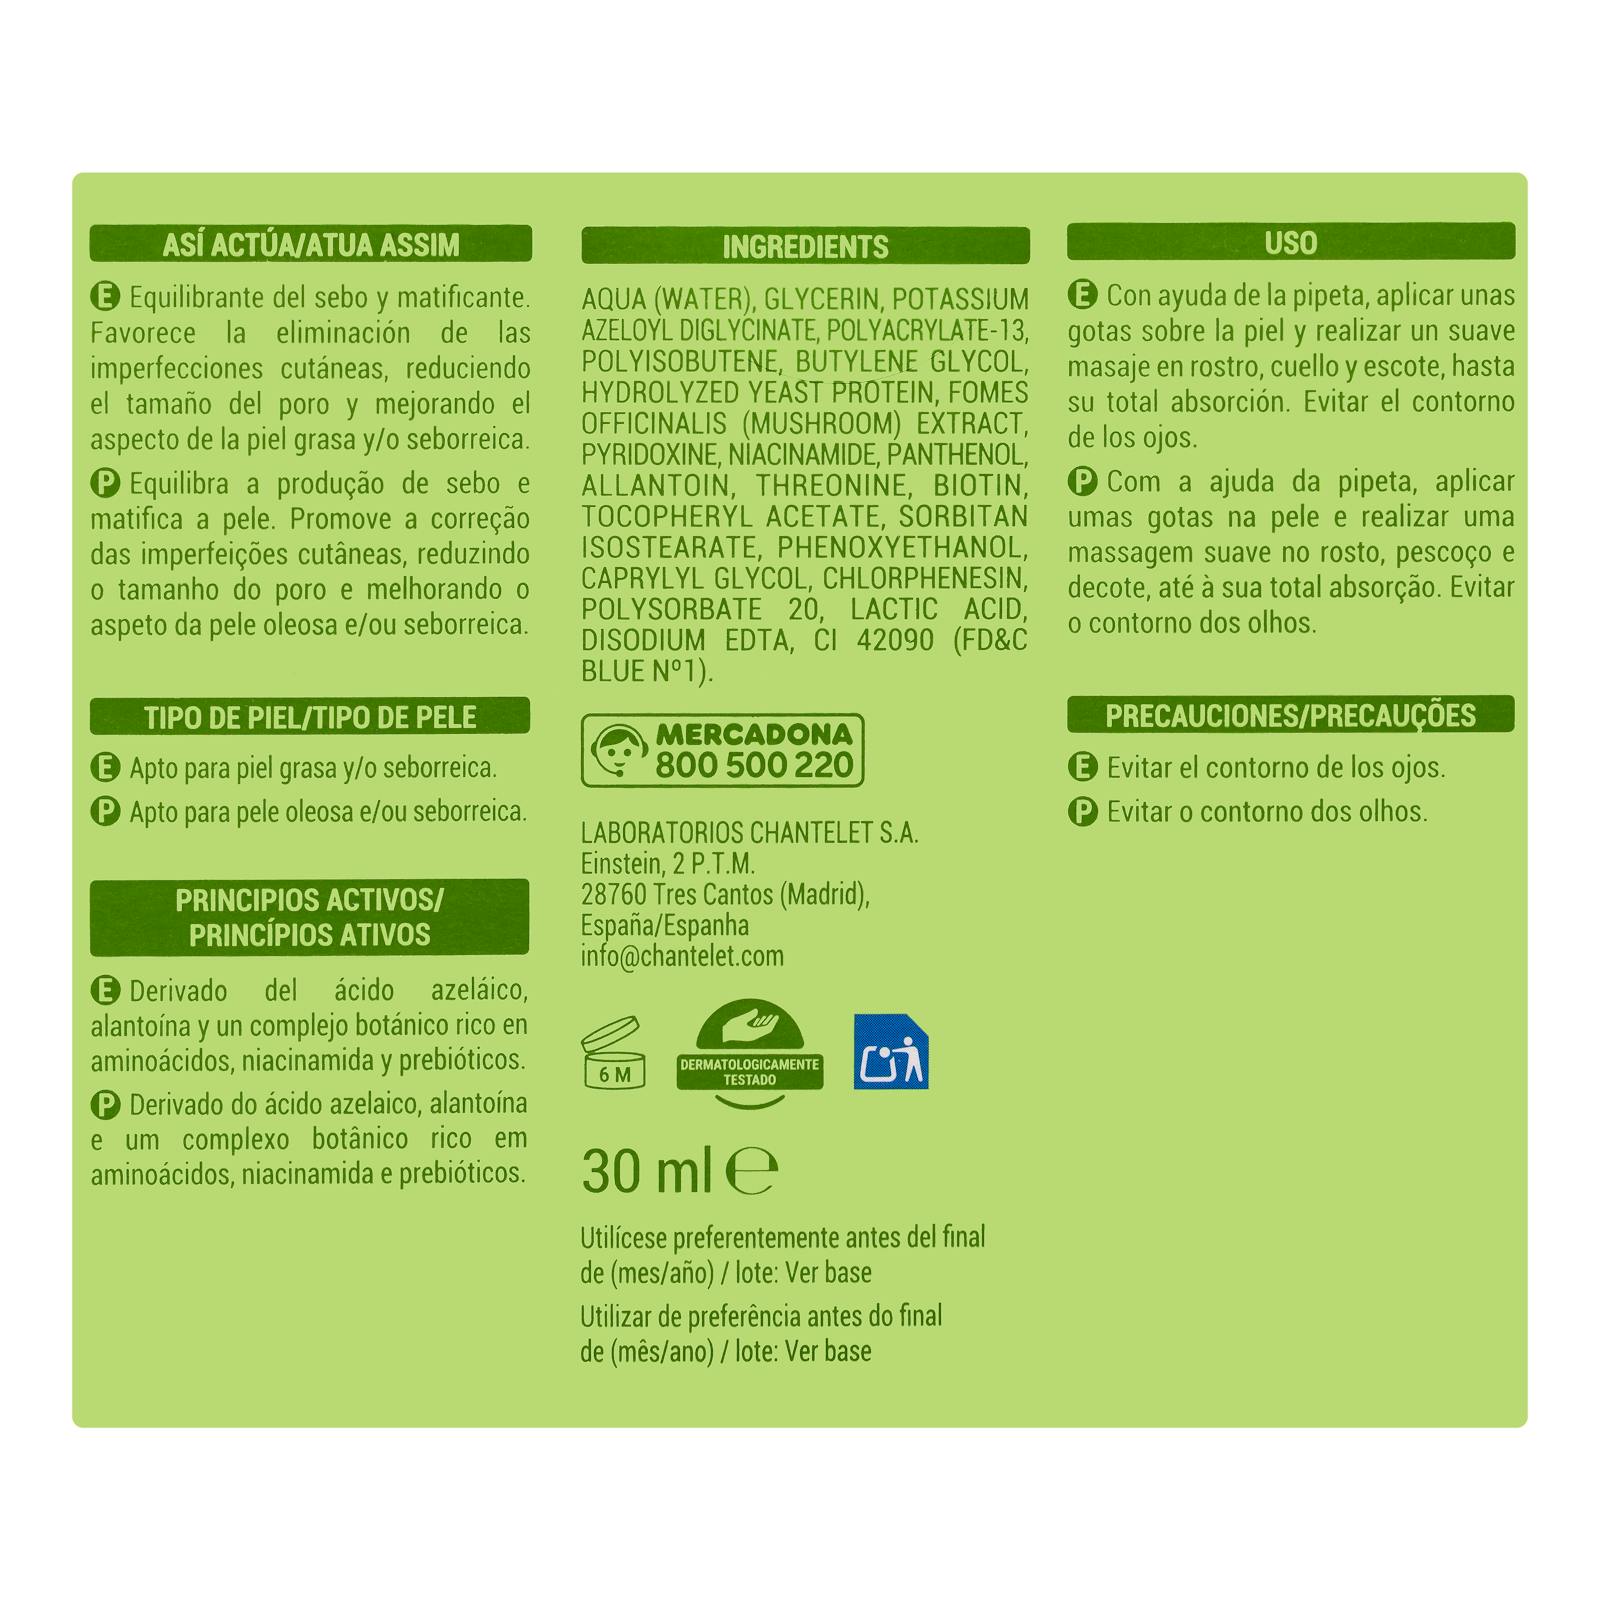 ASÍ ACTÚA/ATUA ASSIM
E Equilibrante del sebo y matificante.
Favorece la eliminación de las
imperfecciones cutáneas, reduciendo
el tamaño del poro y mejorando el
aspecto de la piel grasa y/o seborreica.
P Equilibra a produção de sebo e
matifica a pele. Promove a correção
das imperfeições cutâneas, reduzindo
o tamanho do poro e melhorando o
aspeto da pele oleosa e/ou seborreica.
TIPO DE PIEL/TIPO DE PELE
E Apto para piel grasa y/o seborreica.
P Apto para pele oleosa e/ou seborreica.
PRINCIPIOS ACTIVOS/
PRINCÍPIOS ATIVOS
E Derivado del ácido azeláico,
alantoína y un complejo botánico rico en
aminoácidos, niacinamida y prebióticos.
P Derivado do ácido azelaico, alantoína
e um complexo botânico rico em
aminoácidos, niacinamida e prebióticos.
INGREDIENTS
AQUA (WATER), GLYCERIN, POTASSIUM
AZELOYL DIGLYCINATE, POLYACRYLATE-13,
POLYISOBUTENE, BUTYLENE GLYCOL,
HYDROLYZED YEAST PROTEIN, FOMES
OFFICINALIS (MUSHROOM) EXTRACT,
PYRIDOXINE, NIACINAMIDE, PANTHENOL,
ALLANTOIN, THREONINE, BIOTIN,
TOCOPHERYL ACETATE, SORBITAN
ISOSTEARATE, PHENOXYETHANOL,
CAPRYLYL GLYCOL, CHLORPHENESIN,
POLYSORBATE 20, LACTIC ACID,
DISODIUM EDTA, CI 42090 (FD&C
BLUE Nº1).
MERCADONA
800 500 220
LABORATORIOS CHANTELET S.A.
Einstein, 2 P.T.M.
28760 Tres Cantos (Madrid),
España/Espanha
info@chantelet.com
6 M
DERMATOLOGICAMENTE
TESTADO
30 ml e
Utilícese preferentemente antes del final
de (mes/año) / lote: Ver base
Utilizar de preferência antes do final
de (mês/ano) / lote: Ver base
USO
E Con ayuda de la pipeta, aplicar unas
gotas sobre la piel y realizar un suave
masaje en rostro, cuello y escote, hasta
su total absorción. Evitar el contorno
de los ojos.
P Com a ajuda da pipeta, aplicar
umas gotas na pele e realizar uma
massagem suave no rosto, pescoço e
decote, até à sua total absorção. Evitar
o contorno dos olhos.
PRECAUCIONES/PRECAUÇÕES
E Evitar el contorno de los ojos.
P Evitar o contorno dos olhos.